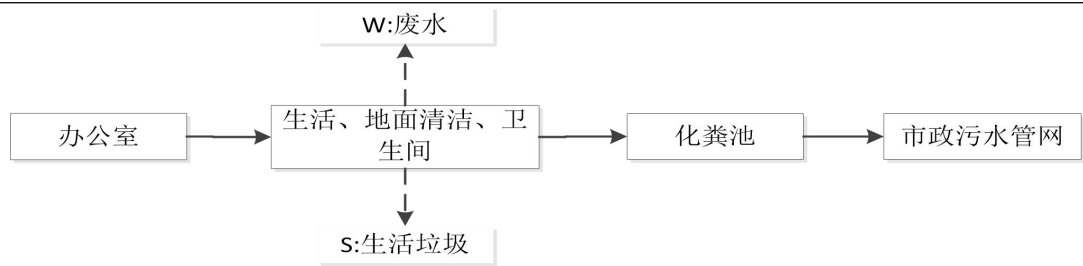 W:废水
办公室
生活、地面清洁、卫
生间
化粪池
市政污水管网
S:生活垃圾